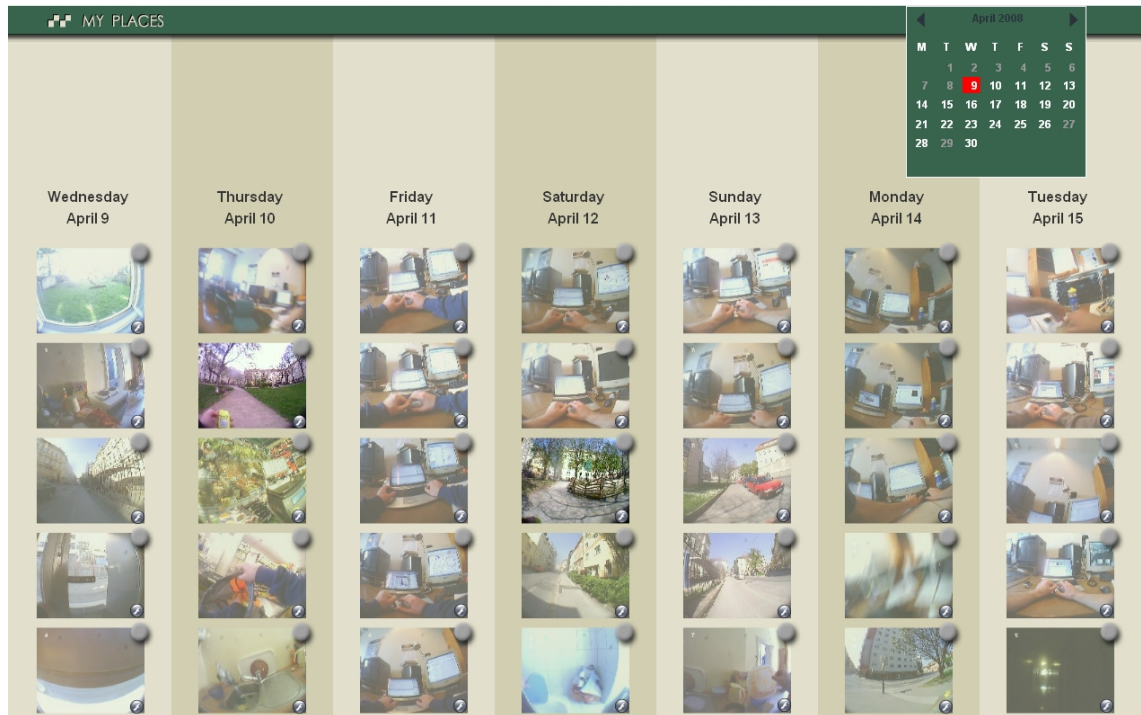 MY PLACES
April 2008
M T W T F S S
1 2 3 4 5 6
7 8 9 10 11 12 13
14 15 16 17 18 19 20
21 22 23 24 25 26 27
28 29 30
Wednesday
April 9
Thursday
April 10
Friday
April 11
Saturday
April 12
Sunday
April 13
Monday
April 14
Tuesday
April 15